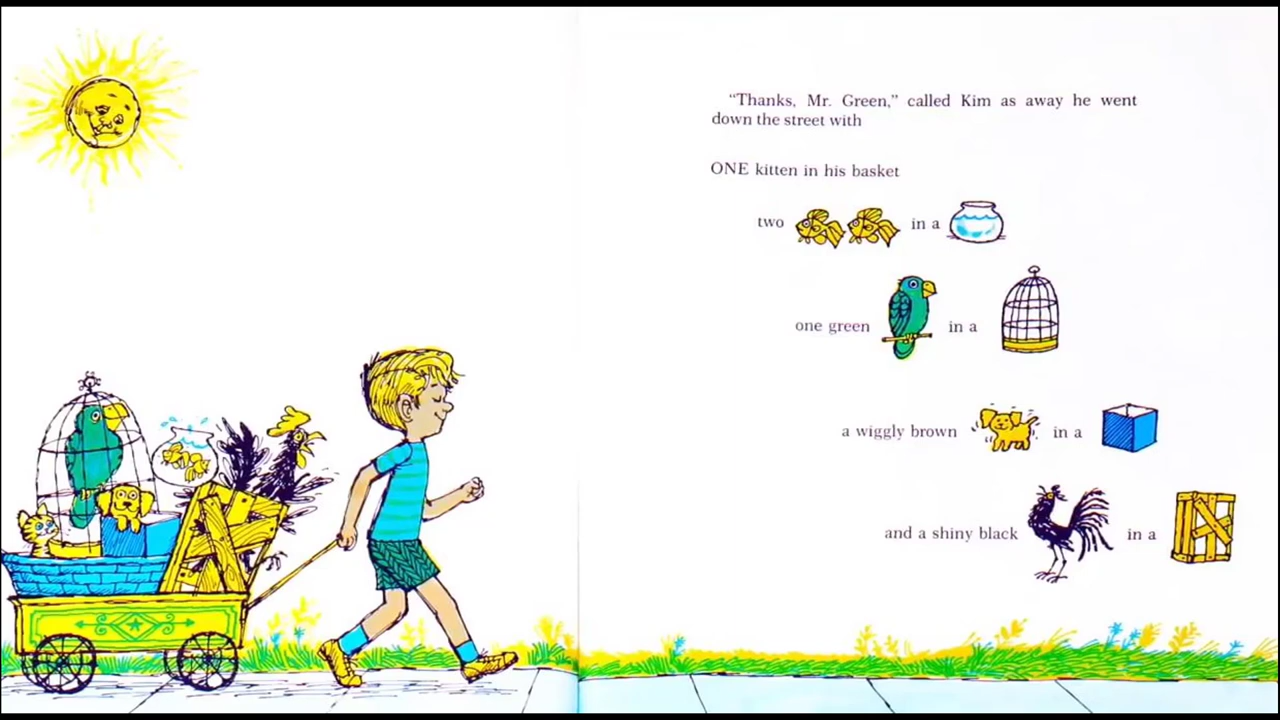 “Thanks, Mr. Green,” called Kim as away he went
down the street with
ONE kitten in his basket
two in a
one green in a
a wiggly brown in a
and a shiny black in a